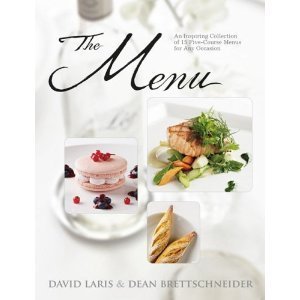 The
Menu
An Inspiring Collection
of 15 Five-Course Menus
for Any Occasion
DAVID LARIS & DEAN BRETTSCHNEIDER